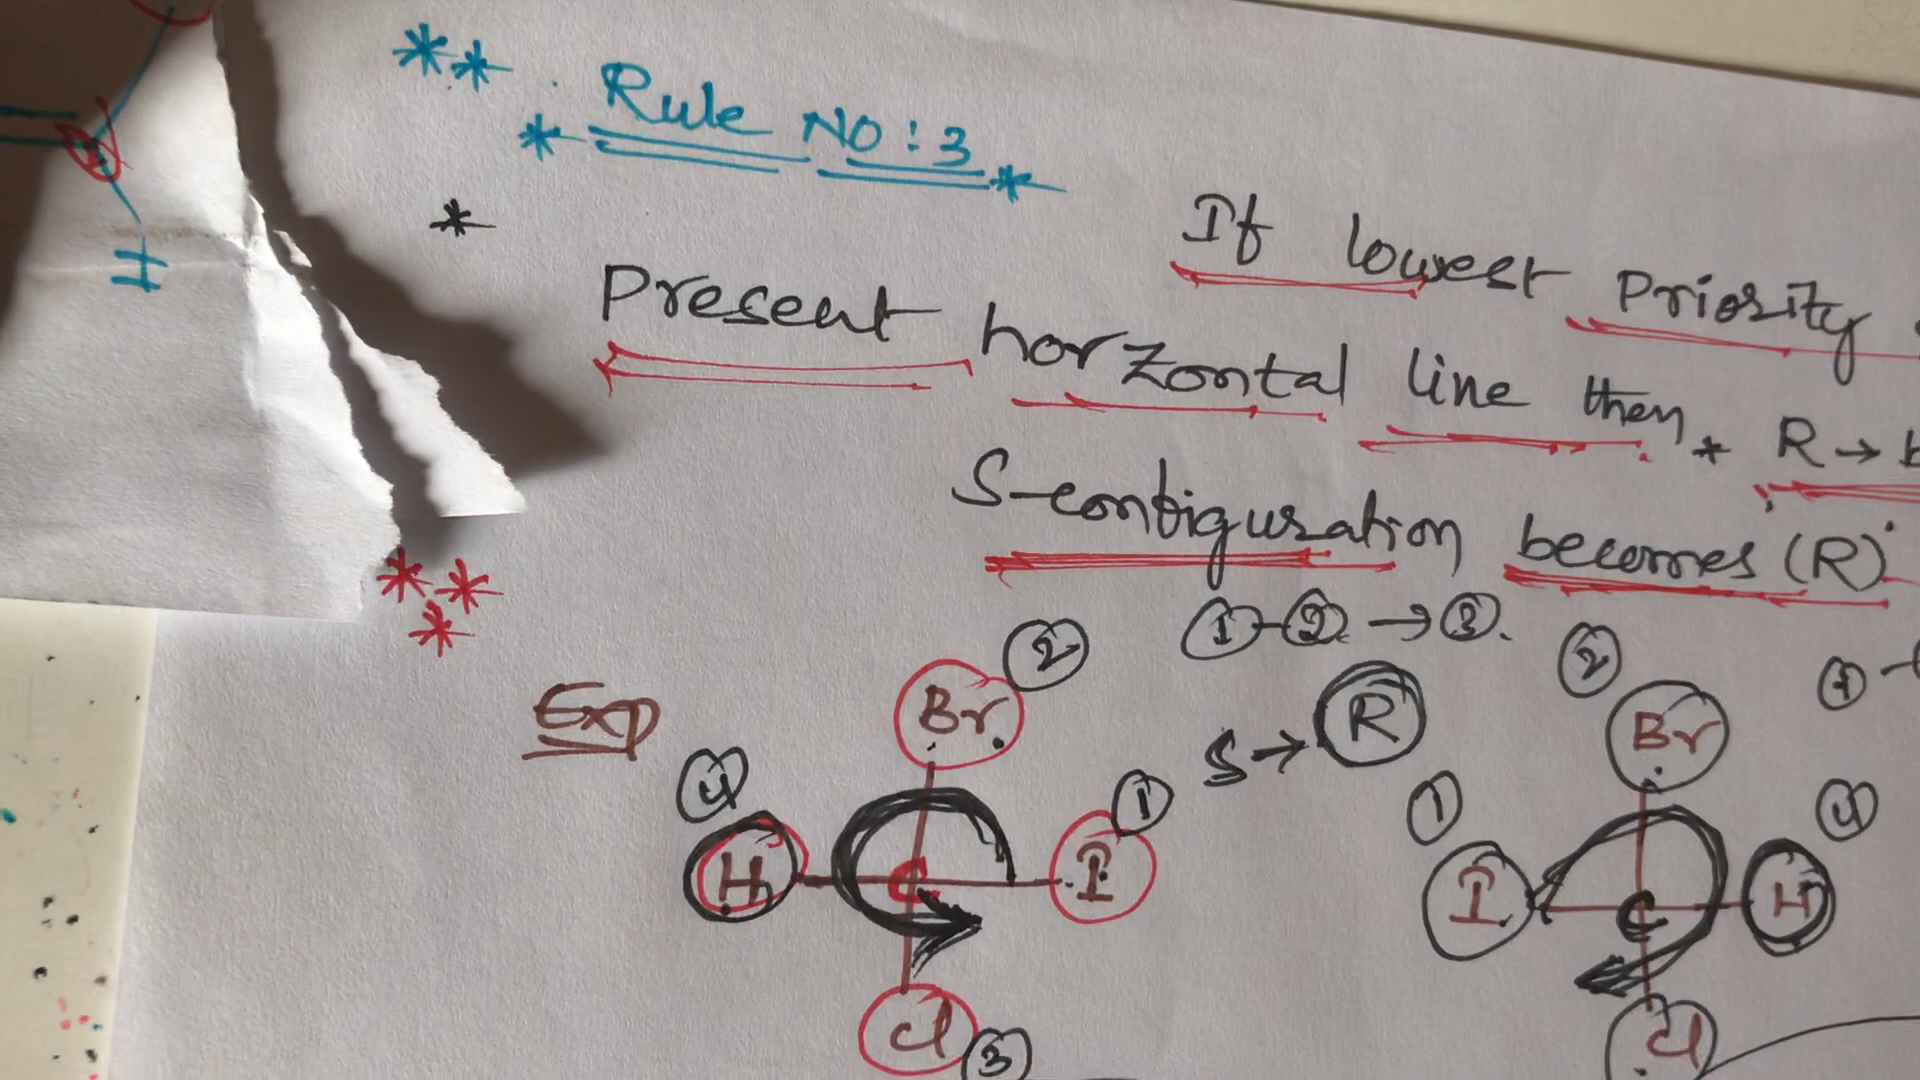 ** Rule NO : 3 **
* If lowest Priority
Present horzontal line then * R →
S-configuration becomes (R)
1 - 2 → 3.
Exp
2 Br
4 H C I 1
Cl 3
S → R
2 Br
1 I C H 4
Cl
1 -
H